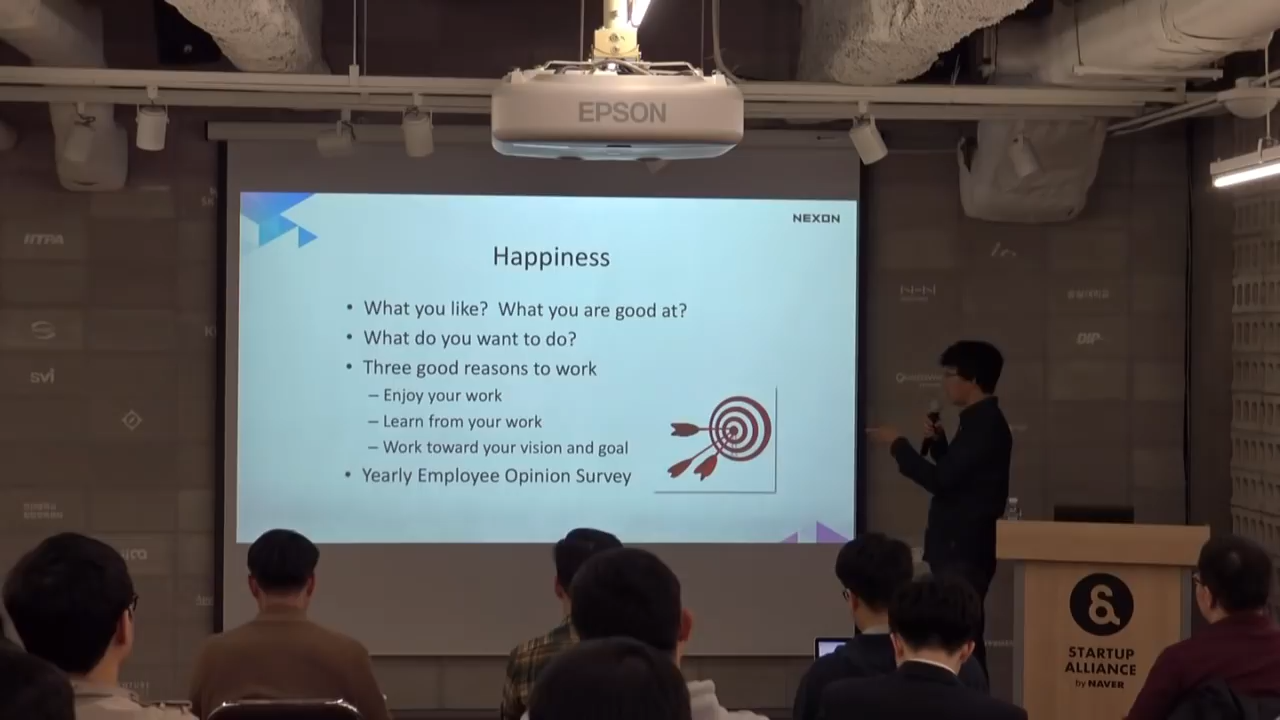 EPSON
NEXON
Happiness
• What you like? What you are good at?
• What do you want to do?
• Three good reasons to work
– Enjoy your work
– Learn from your work
– Work toward your vision and goal
• Yearly Employee Opinion Survey
SVI
DIP
STARTUP
ALLIANCE
by NAVER